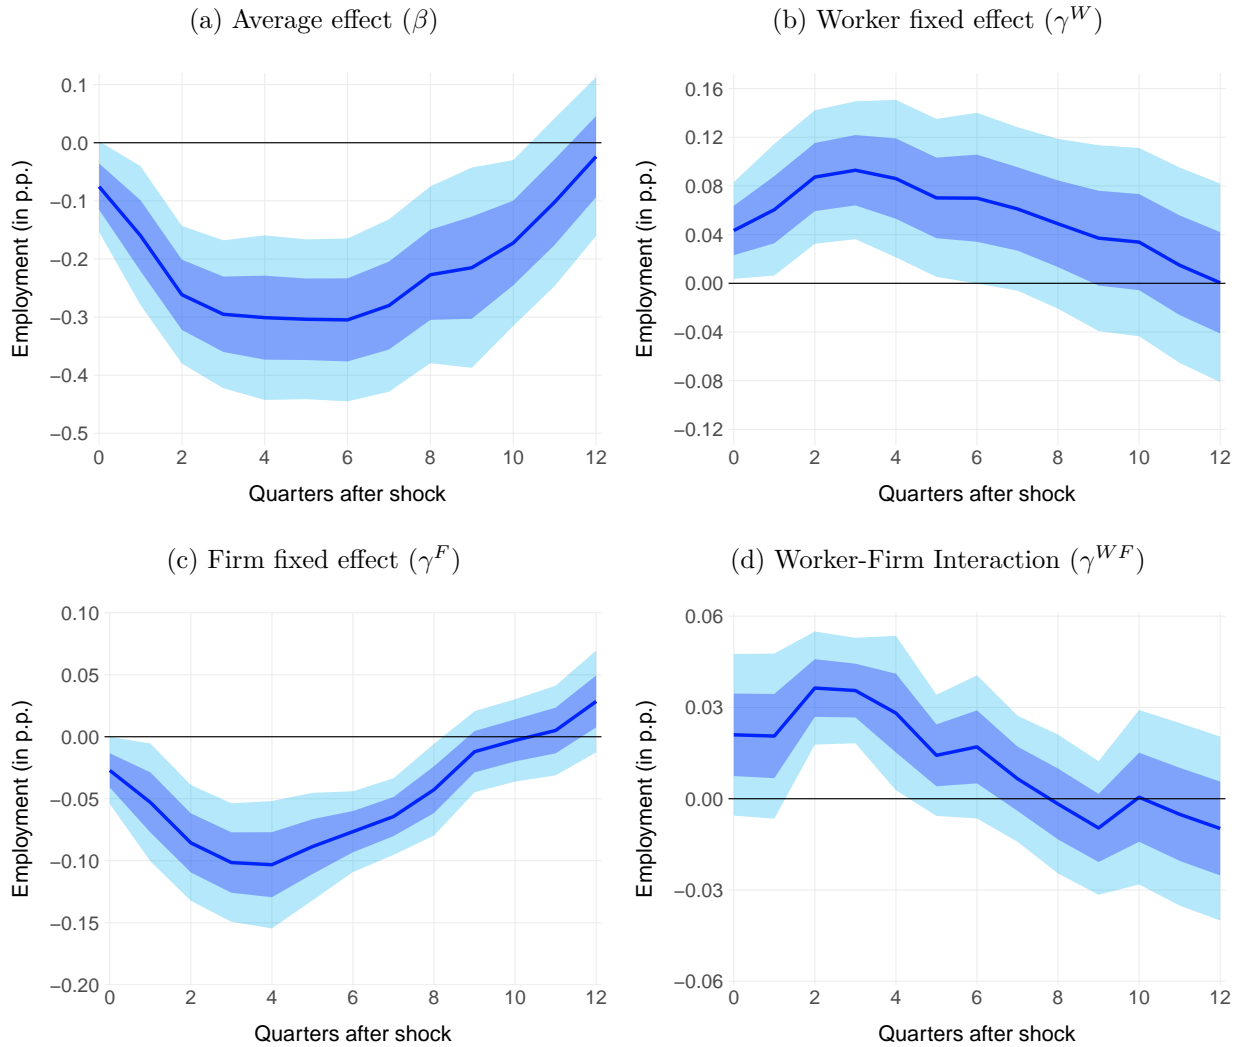 (a) Average effect (β)
0.1
0.0
−0.1
−0.2
−0.3
−0.4
−0.5
Employment (in p.p.)
0 2 4 6 8 10 12
Quarters after shock
(b) Worker fixed effect (γ^W)
0.16
0.12
0.08
0.04
0.00
−0.04
−0.08
−0.12
Employment (in p.p.)
0 2 4 6 8 10 12
Quarters after shock
(c) Firm fixed effect (γ^F)
0.10
0.05
0.00
−0.05
−0.10
−0.15
−0.20
Employment (in p.p.)
0 2 4 6 8 10 12
Quarters after shock
(d) Worker-Firm Interaction (γ^{WF})
0.06
0.03
0.00
−0.03
−0.06
Employment (in p.p.)
0 2 4 6 8 10 12
Quarters after shock